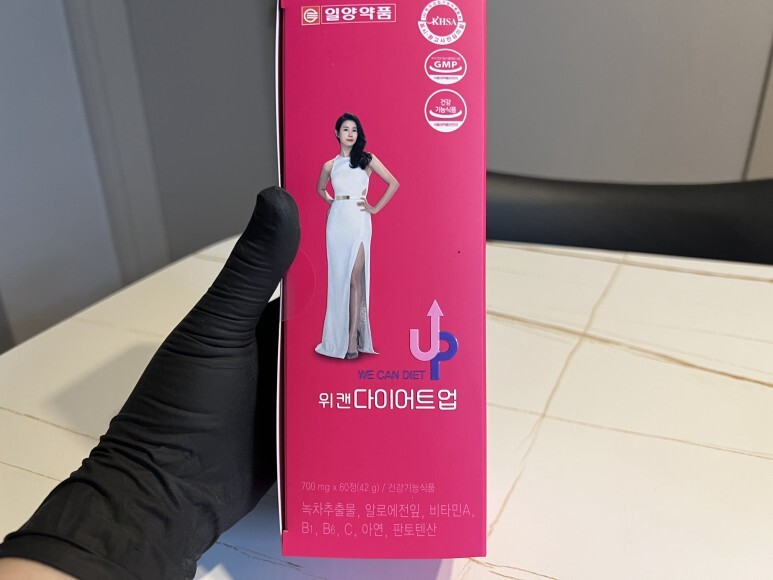 일양약품
KHSA
GMP
건강
기능식품
UP
WE CAN DIET
위캔다이어트업
700 mg x 60정(42 g) / 건강기능식품
녹차추출물, 알로에전잎, 비타민A,
B1, B6, C, 아연, 판토텐산